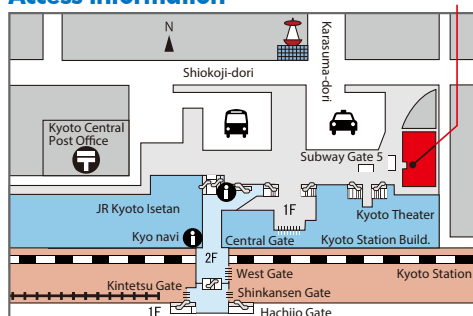 Access Information
N
Karasuma-dori
Shiokoji-dori
Kyoto Central
Post Office
Subway Gate 5
JR Kyoto Isetan
1F
Kyoto Theater
Kyo navi
Central Gate
Kyoto Station Build.
2F
West Gate
Kyoto Station
Kintetsu Gate
Shinkansen Gate
1F
Hachijo Gate